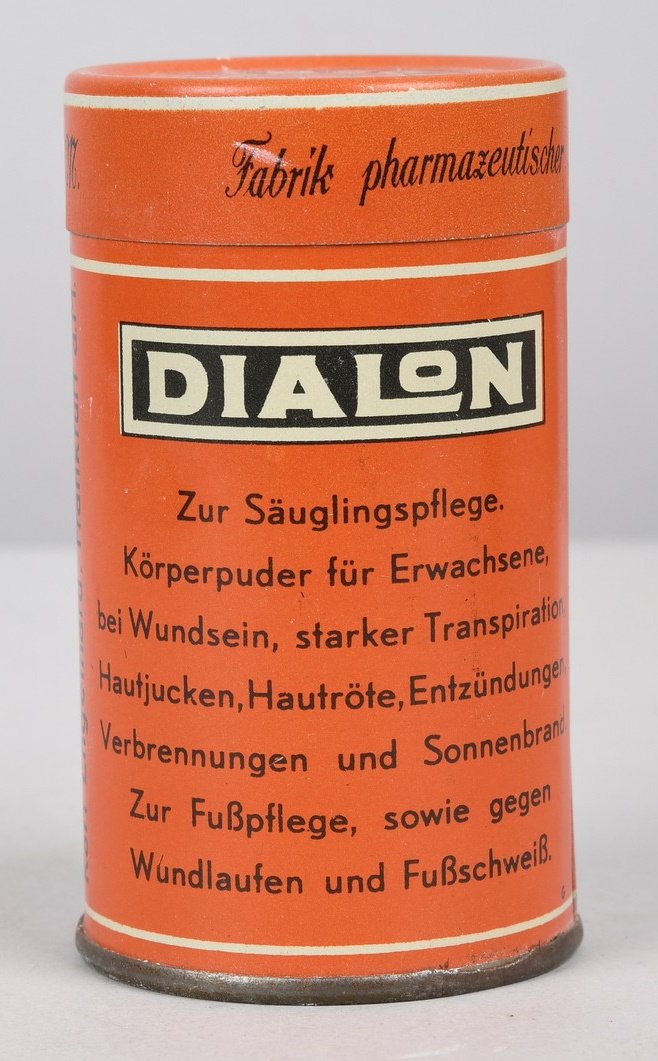 Fabrik pharmazeutischer
DIALON
Zur Säuglingspflege.
Körperpuder für Erwachsene,
bei Wundsein, starker Transpiration,
Hautjucken, Hautröte, Entzündungen,
Verbrennungen und Sonnenbrand.
Zur Fußpflege, sowie gegen
Wundlaufen und Fußschweiß.
G